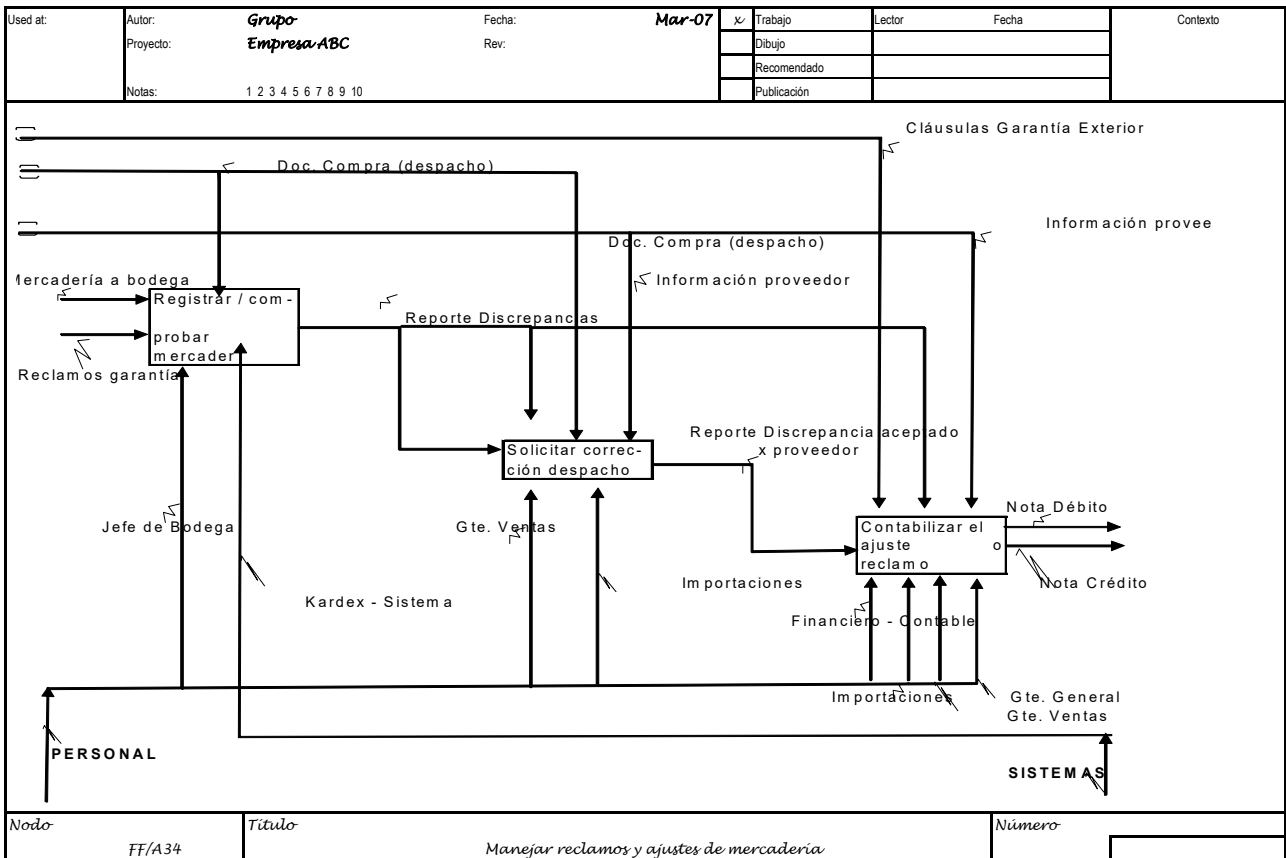 Used at:
Autor: Grupo Fecha: Mar-07 x Trabajo Lector Fecha Contexto
Proyecto: Empresa ABC Rev: Dibujo
Recomendado
Notas: 1 2 3 4 5 6 7 8 9 10 Publicación
Cláusulas Garantía Exterior
Doc. Compra (despacho)
Información provee
Doc. Compra (despacho)
Mercadería a bodega
Información proveedor
Registrar / com -
probar
mercader
Reporte Discrepancias
Reclamos garantía
Reporte Discrepancia aceptado
x proveedor
Solicitar correc-
ción despacho
Jefe de Bodega
Gte. Ventas
Nota Débito
Contabilizar el
ajuste o
reclamo
Importaciones
Nota Crédito
Kardex - Sistema
Financiero - Contable
Importaciones
Gte. General
Gte. Ventas
PERSONAL
SISTEMAS
Nodo Título Número
FF/A34 Manejar reclamos y ajustes de mercadería